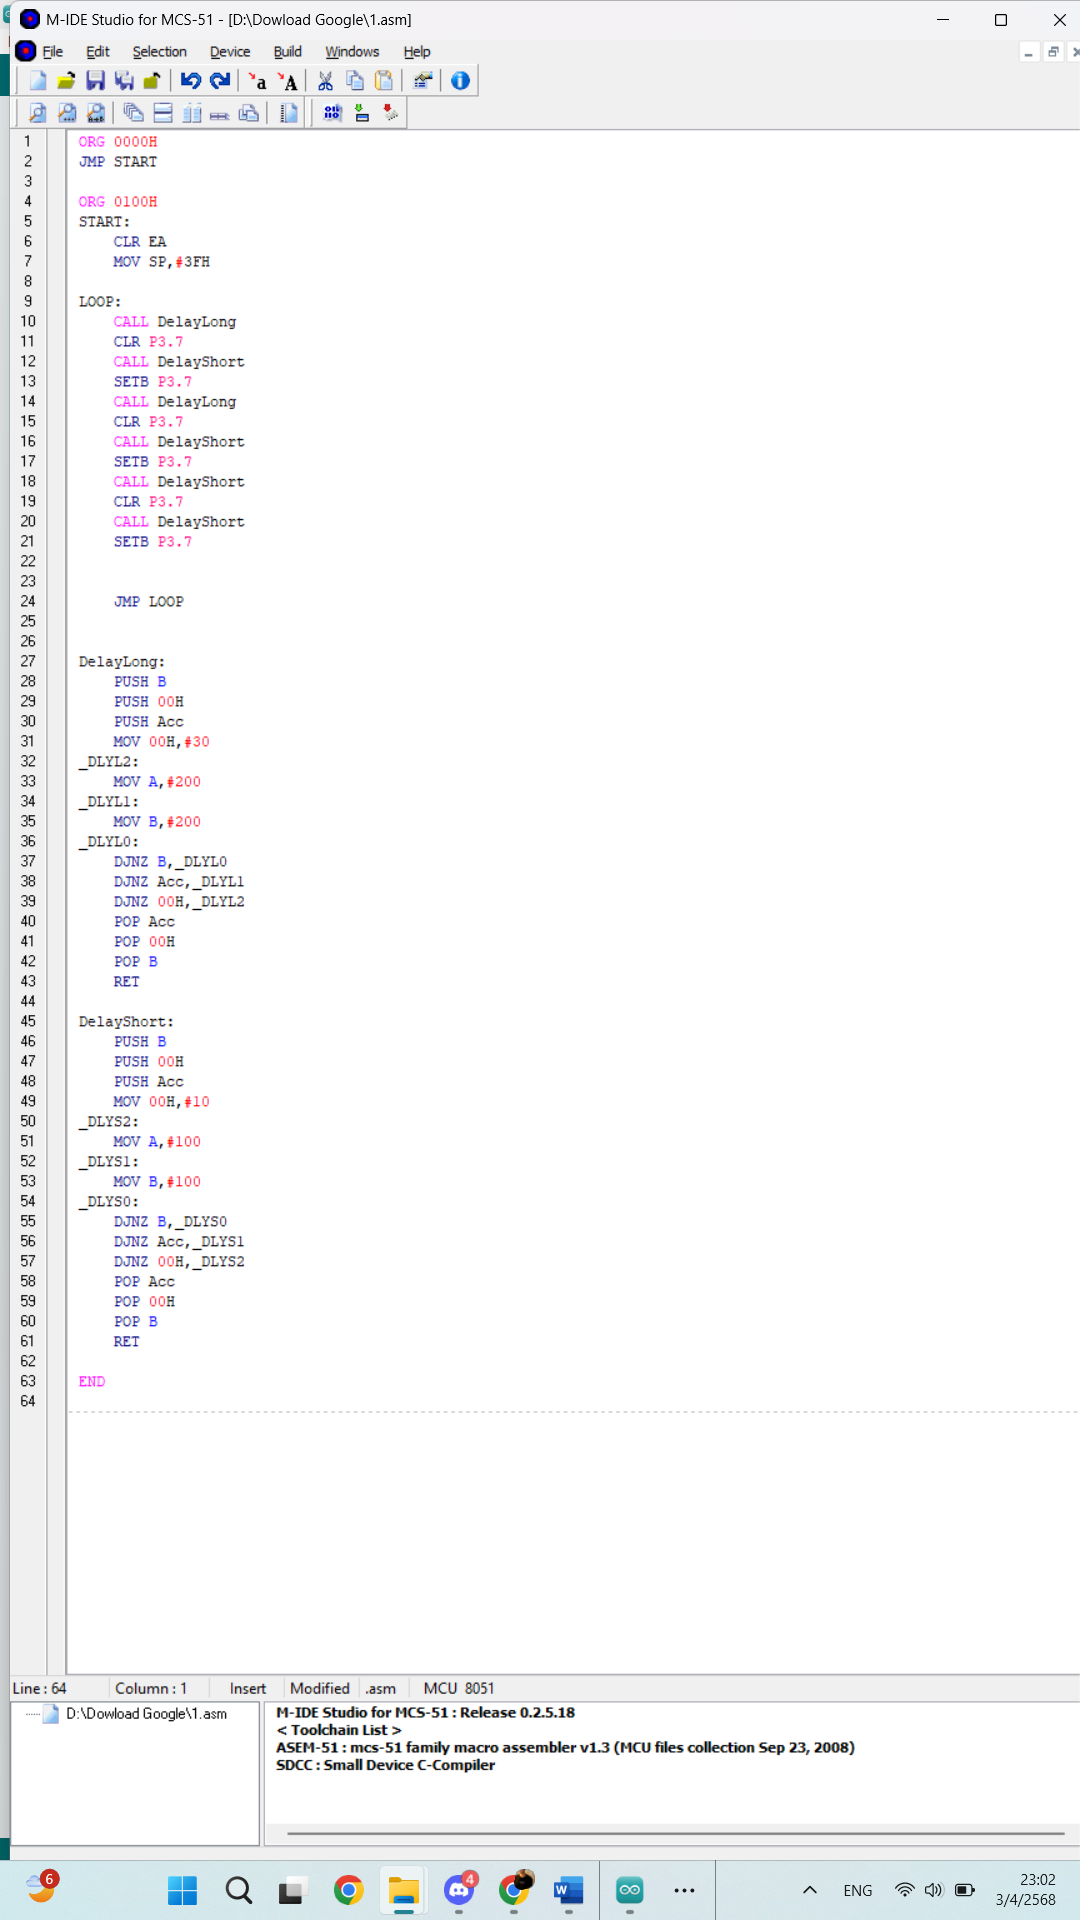 M-IDE Studio for MCS-51 - [D:\Dowload Google\1.asm]
File Edit Selection Device Build Windows Help
1 ORG 0000H
2 JMP START
3
4 ORG 0100H
5 START:
6 CLR EA
7 MOV SP,#3FH
8
9 LOOP:
10 CALL DelayLong
11 CLR P3.7
12 CALL DelayShort
13 SETB P3.7
14 CALL DelayLong
15 CLR P3.7
16 CALL DelayShort
17 SETB P3.7
18 CALL DelayShort
19 CLR P3.7
20 CALL DelayShort
21 SETB P3.7
22
23
24 JMP LOOP
25
26
27 DelayLong:
28 PUSH B
29 PUSH 00H
30 PUSH Acc
31 MOV 00H,#30
32 _DLYL2:
33 MOV A,#200
34 _DLYL1:
35 MOV B,#200
36 _DLYL0:
37 DJNZ B,_DLYL0
38 DJNZ Acc,_DLYL1
39 DJNZ 00H,_DLYL2
40 POP Acc
41 POP 00H
42 POP B
43 RET
44
45 DelayShort:
46 PUSH B
47 PUSH 00H
48 PUSH Acc
49 MOV 00H,#10
50 _DLYS2:
51 MOV A,#100
52 _DLYS1:
53 MOV B,#100
54 _DLYS0:
55 DJNZ B,_DLYS0
56 DJNZ Acc,_DLYS1
57 DJNZ 00H,_DLYS2
58 POP Acc
59 POP 00H
60 POP B
61 RET
62
63 END
64
Line : 64 Column : 1 Insert Modified .asm MCU 8051
D:\Dowload Google\1.asm
M-IDE Studio for MCS-51 : Release 0.2.5.18
< Toolchain List >
ASEM-51 : mcs-51 family macro assembler v1.3 (MCU files collection Sep 23, 2008)
SDCC : Small Device C-Compiler
6
4
W
ENG
23:02
3/4/2568